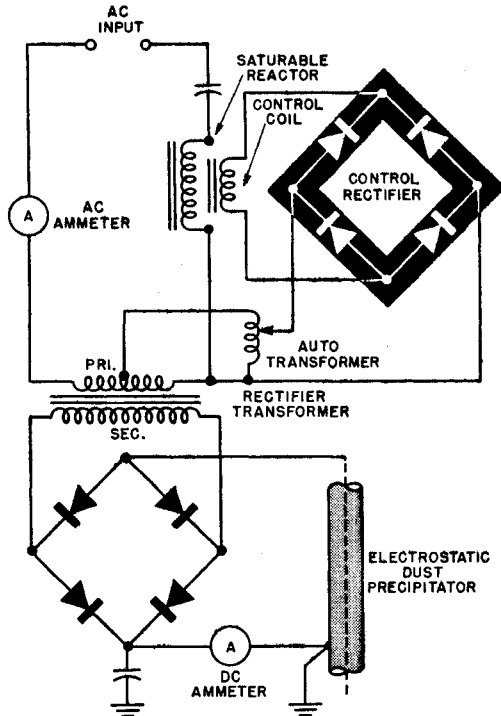 AC
INPUT
SATURABLE
REACTOR
CONTROL
COIL
CONTROL
RECTIFIER
A
AC
AMMETER
PRI.
AUTO
TRANSFORMER
RECTIFIER
TRANSFORMER
SEC.
ELECTROSTATIC
DUST
PRECIPITATOR
A
DC
AMMETER